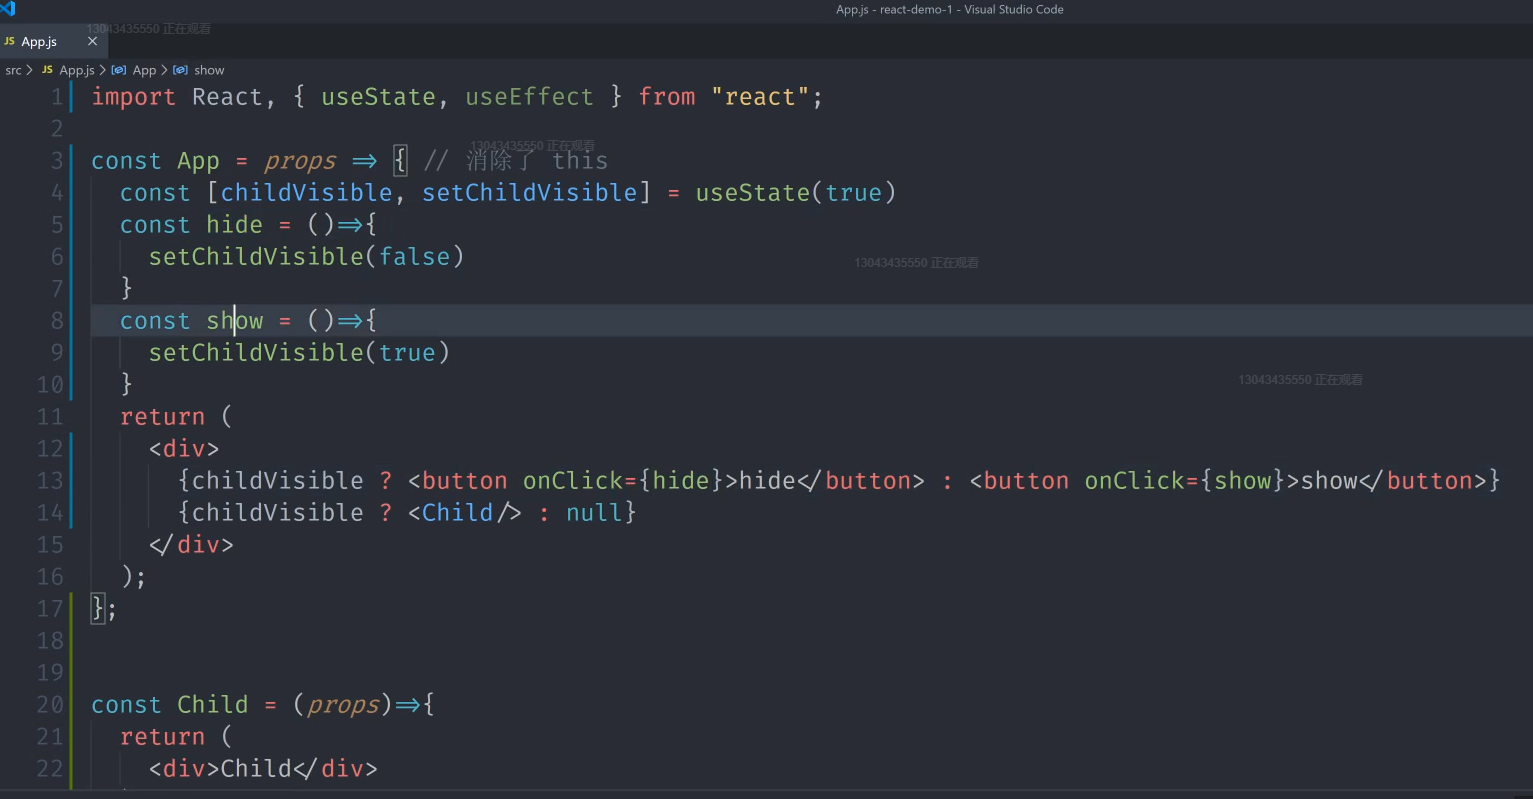 App.js - react-demo-1 - Visual Studio Code
13043435550 正在观看
JS App.js ×
src > JS App.js > App > show
1 import React, { useState, useEffect } from "react";
2
13043435550 正在观看
3 const App = props => { // 消除了 this
4 const [childVisible, setChildVisible] = useState(true)
5 const hide = ()=>{
6 setChildVisible(false)
13043435550 正在观看
7 }
8 const show = ()=>{
9 setChildVisible(true)
13043435550 正在观看
10 }
11 return (
12 <div>
13 {childVisible ? <button onClick={hide}>hide</button> : <button onClick={show}>show</button>}
14 {childVisible ? <Child/> : null}
15 </div>
16 );
17 };
18
19
20 const Child = (props)=>{
21 return (
22 <div>Child</div>